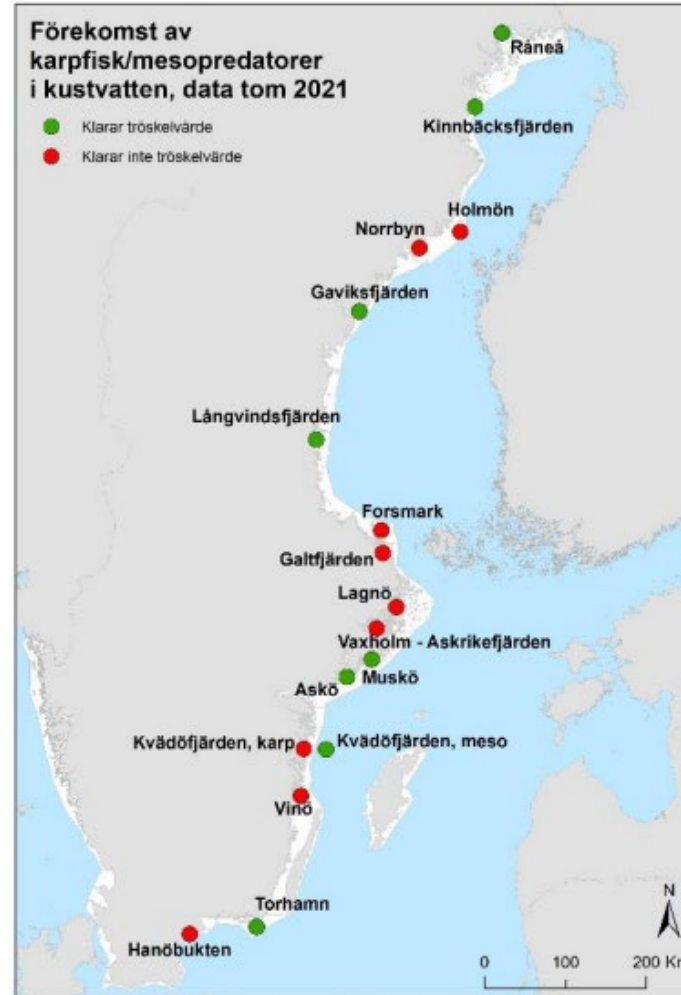 Förekomst av
karpfisk/mesopredatorer
i kustvatten, data tom 2021
Klarar tröskelvärde
Klarar inte tröskelvärde
Råneå
Kinnbäcksfjärden
Holmön
Norrbyn
Gaviksfjärden
Långvindsfjärden
Forsmark
Galtfjärden
Lagnö
Vaxholm - Askrikefjärden
Muskö
Askö
Kvädöfjärden, karp
Kvädöfjärden, meso
Vinö
Torhamn
Hanöbukten
N
0 100 200 Km